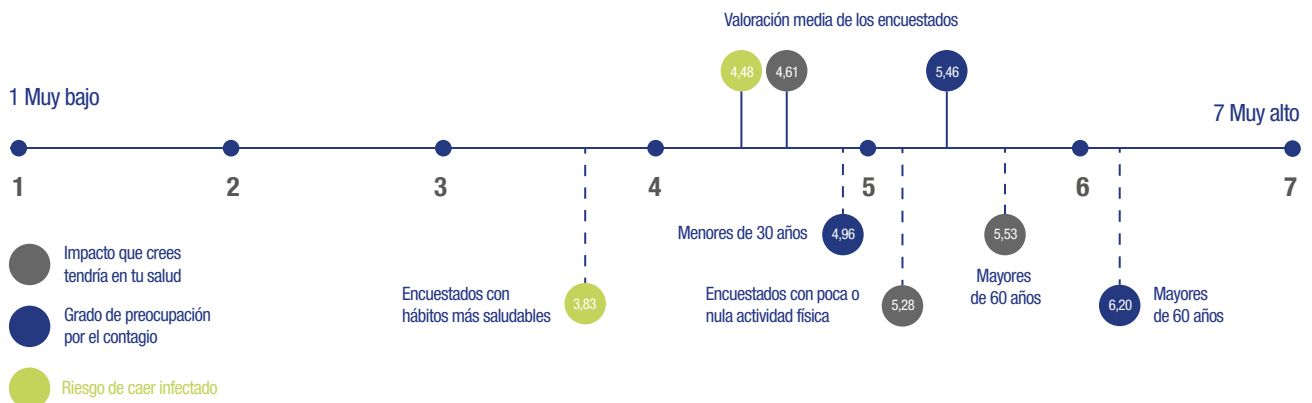 Valoración media de los encuestados
4,48
4,61
5,46
1 Muy bajo
7 Muy alto
1
2
3
4
5
6
7
Impacto que crees
tendría en tu salud
Grado de preocupación
por el contagio
Riesgo de caer infectado
Encuestados con
hábitos más saludables
3,83
Menores de 30 años
4,96
Encuestados con poca o
nula actividad física
5,28
5,53
Mayores
de 60 años
6,20
Mayores
de 60 años